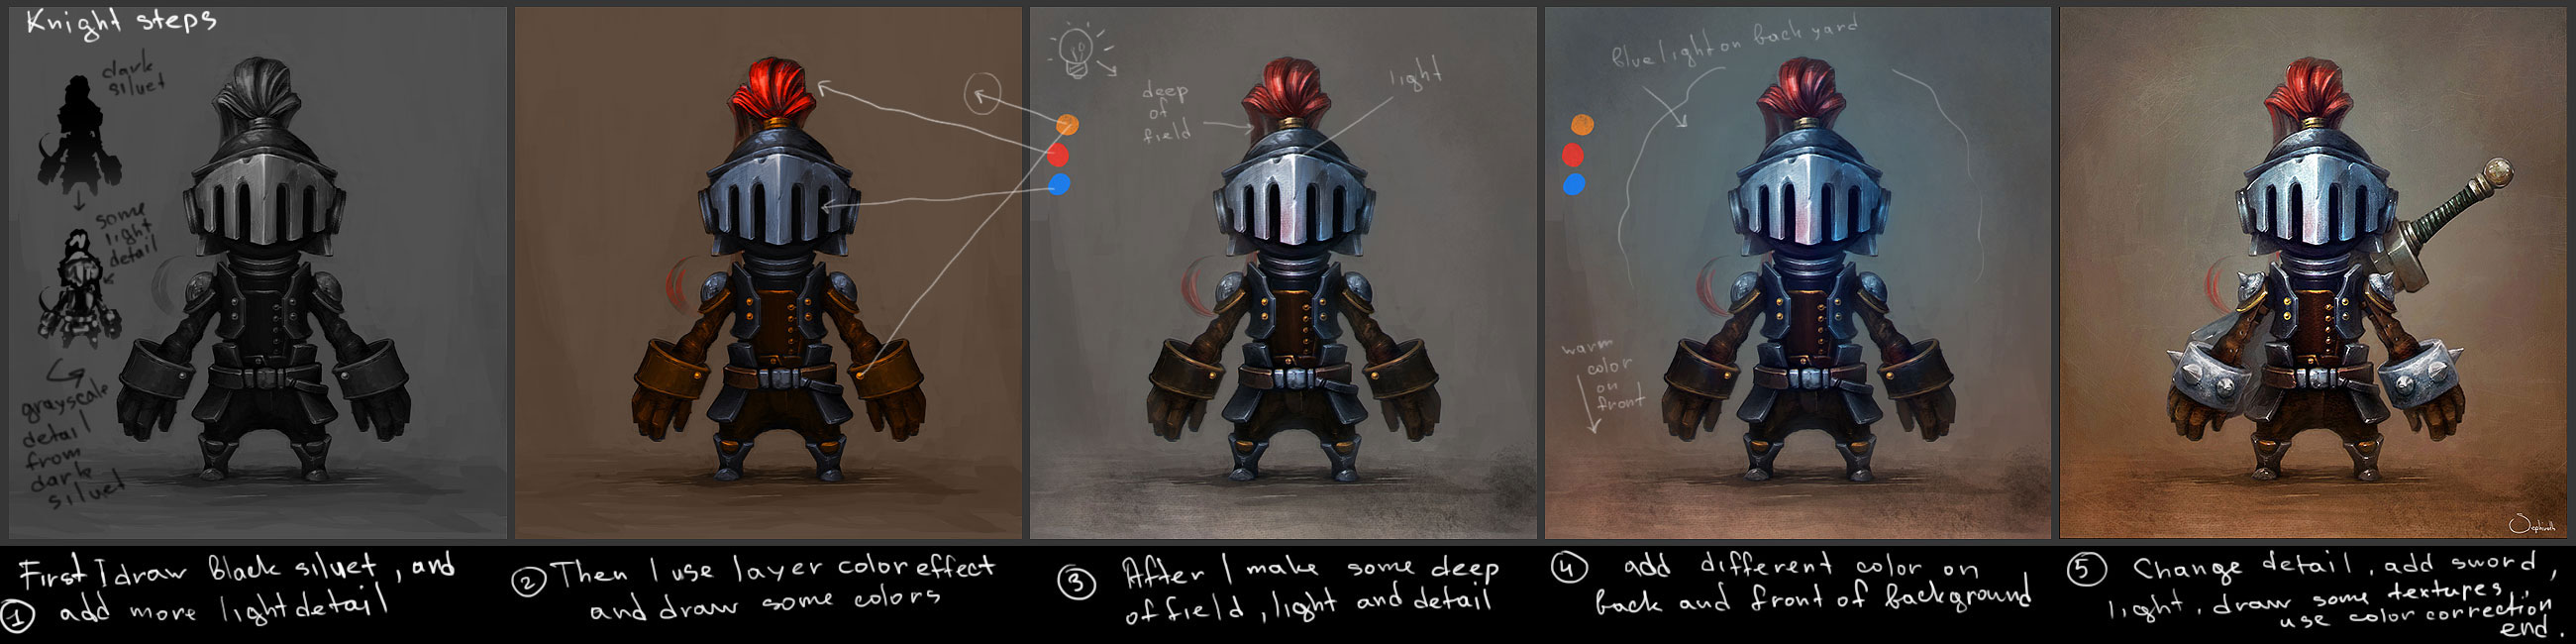 Knight steps
dark
siluet
some
light
detail
grayscale
detail
from
dark
siluet
deep
of
field
light
Blue light on back yard
warm
color
on
front
Sephiroth
First I draw Black siluet, and
① add more light detail
② Then I use layer color effect
and draw some colors
③ After I make some deep
of field, light and detail
④ add different color on
back and front of background
⑤ Change detail, add sword,
light, draw some textures,
use color correction
end.